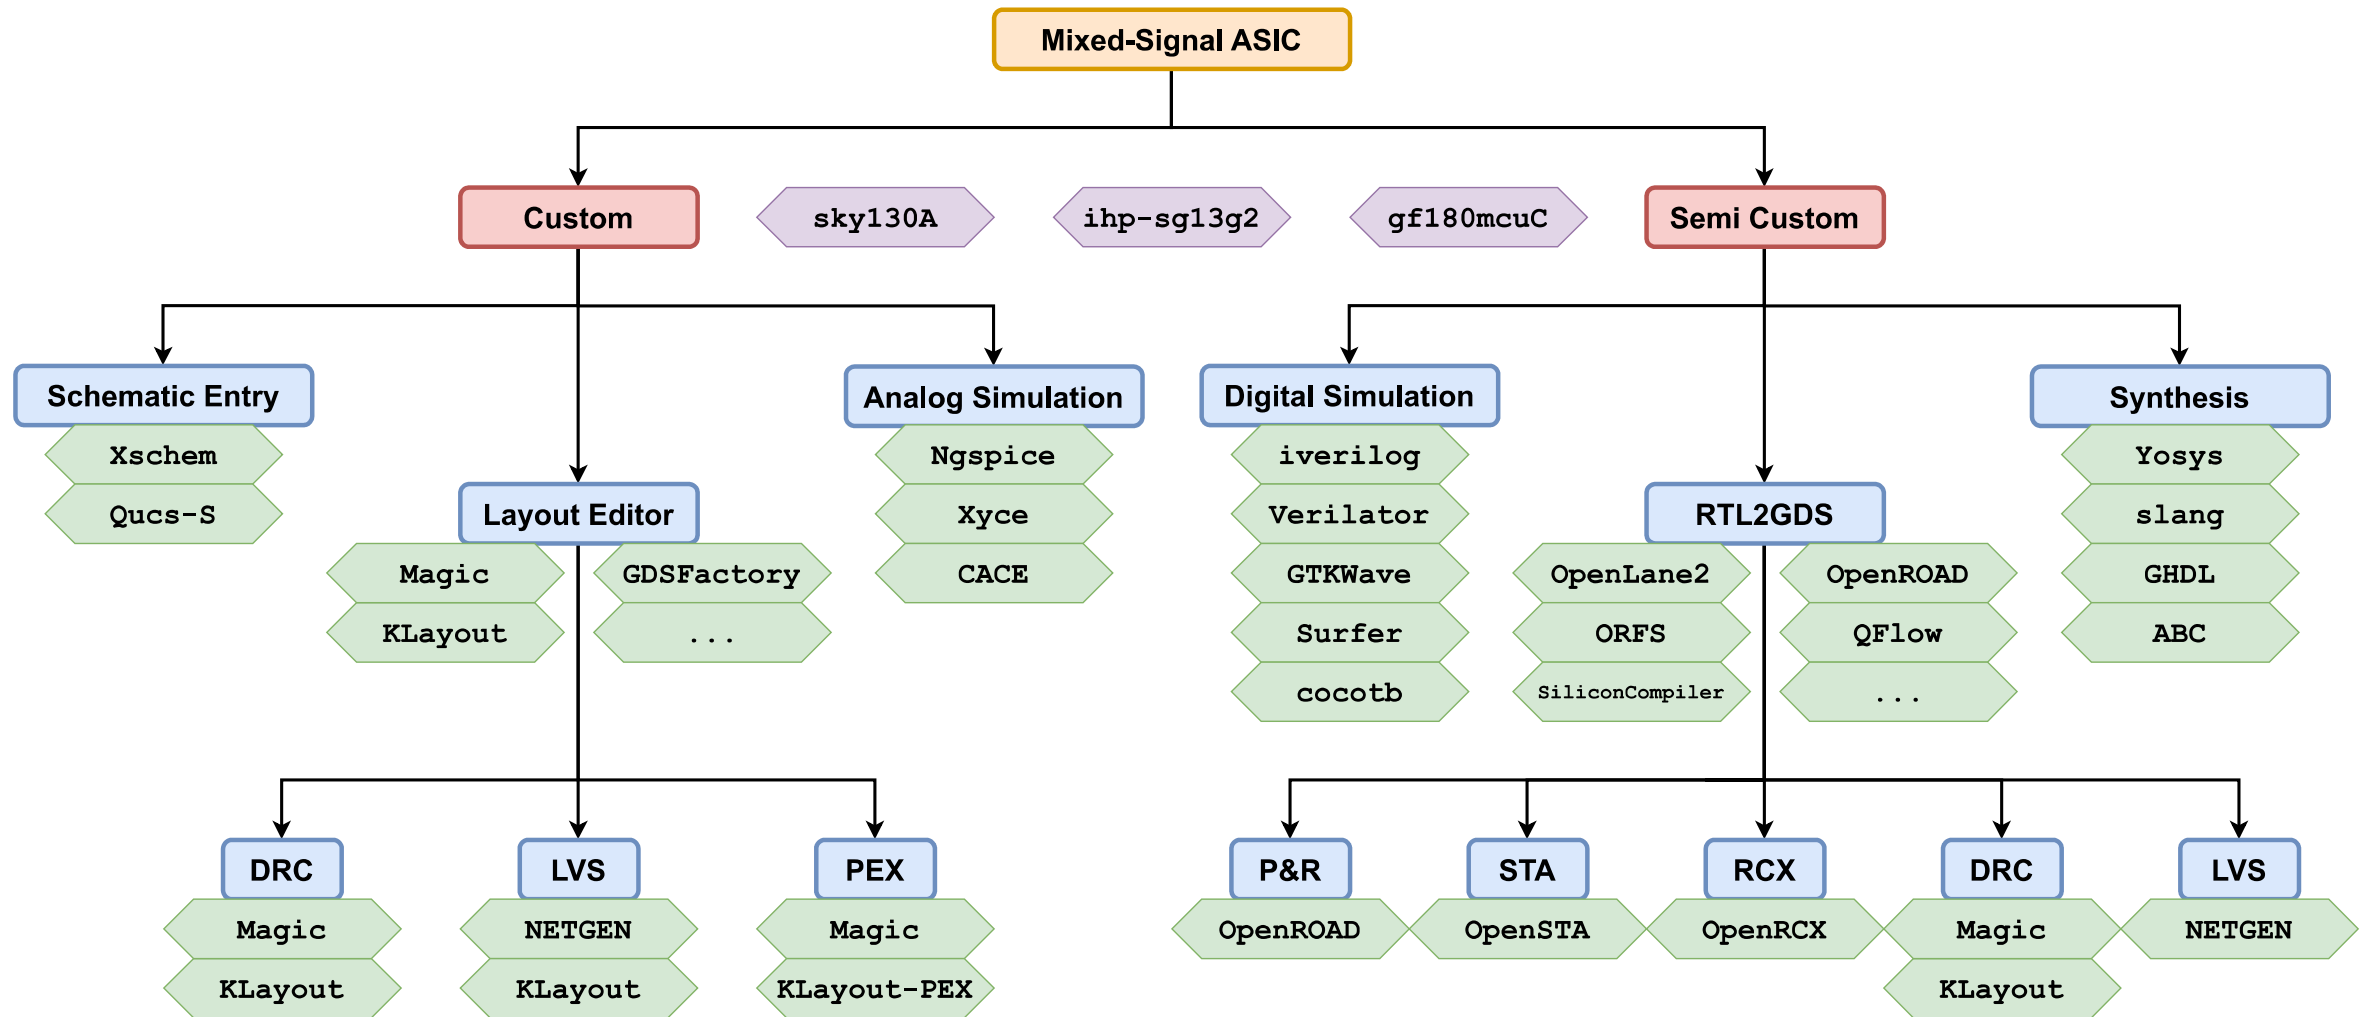 Mixed-Signal ASIC
Custom
sky130A
ihp-sg13g2
gf180mcuC
Semi Custom
Schematic Entry
Xschem
Qucs-S
Layout Editor
Magic
GDSFactory
KLayout
...
Analog Simulation
Ngspice
Xyce
CACE
Digital Simulation
iverilog
Verilator
GTKWave
Surfer
cocotb
RTL2GDS
OpenLane2
OpenROAD
ORFS
QFlow
SiliconCompiler
...
Synthesis
Yosys
slang
GHDL
ABC
DRC
Magic
KLayout
LVS
NETGEN
KLayout
PEX
Magic
KLayout-PEX
P&R
OpenROAD
STA
OpenSTA
RCX
OpenRCX
DRC
Magic
KLayout
LVS
NETGEN